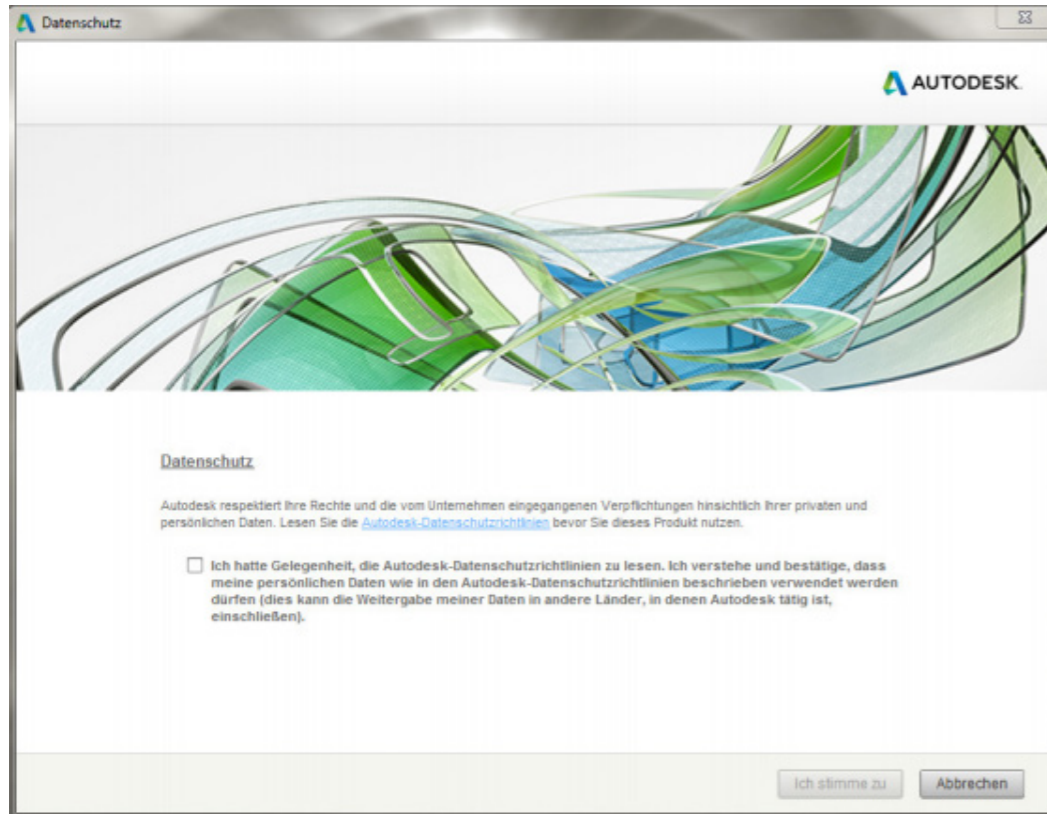 Datenschutz
AUTODESK.
Datenschutz
Autodesk respektiert Ihre Rechte und die vom Unternehmen eingegangenen Verpflichtungen hinsichtlich Ihrer privaten und
persönlichen Daten. Lesen Sie die Autodesk-Datenschutzrichtlinien bevor Sie dieses Produkt nutzen.
Ich hatte Gelegenheit, die Autodesk-Datenschutzrichtlinien zu lesen. Ich verstehe und bestätige, dass
meine persönlichen Daten wie in den Autodesk-Datenschutzrichtlinien beschrieben verwendet werden
dürfen (dies kann die Weitergabe meiner Daten in andere Länder, in denen Autodesk tätig ist,
einschließen).
Ich stimme zu Abbrechen